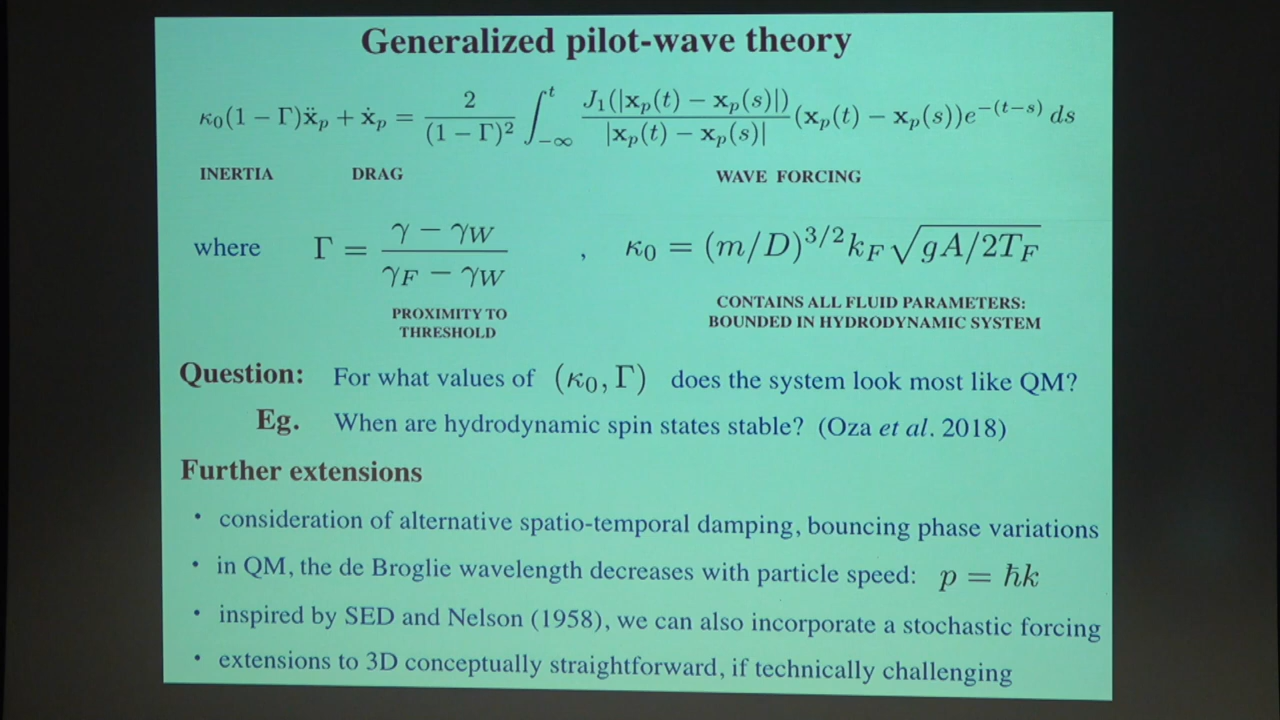 Generalized pilot-wave theory
κ₀(1 − Γ)ẍₚ + ẋₚ = 2/(1 − Γ)² ∫_{−∞}^{t} J₁(|xₚ(t) − xₚ(s)|)/|xₚ(t) − xₚ(s)| (xₚ(t) − xₚ(s))e^{−(t−s)} ds
INERTIA DRAG WAVE FORCING
where Γ = (γ − γ_W)/(γ_F − γ_W) , κ₀ = (m/D)^{3/2} k_F √(gA/2T_F)
PROXIMITY TO
THRESHOLD
CONTAINS ALL FLUID PARAMETERS:
BOUNDED IN HYDRODYNAMIC SYSTEM
Question: For what values of (κ₀, Γ) does the system look most like QM?
Eg. When are hydrodynamic spin states stable? (Oza et al. 2018)
Further extensions
• consideration of alternative spatio-temporal damping, bouncing phase variations
• in QM, the de Broglie wavelength decreases with particle speed: p = ℏk
• inspired by SED and Nelson (1958), we can also incorporate a stochastic forcing
• extensions to 3D conceptually straightforward, if technically challenging